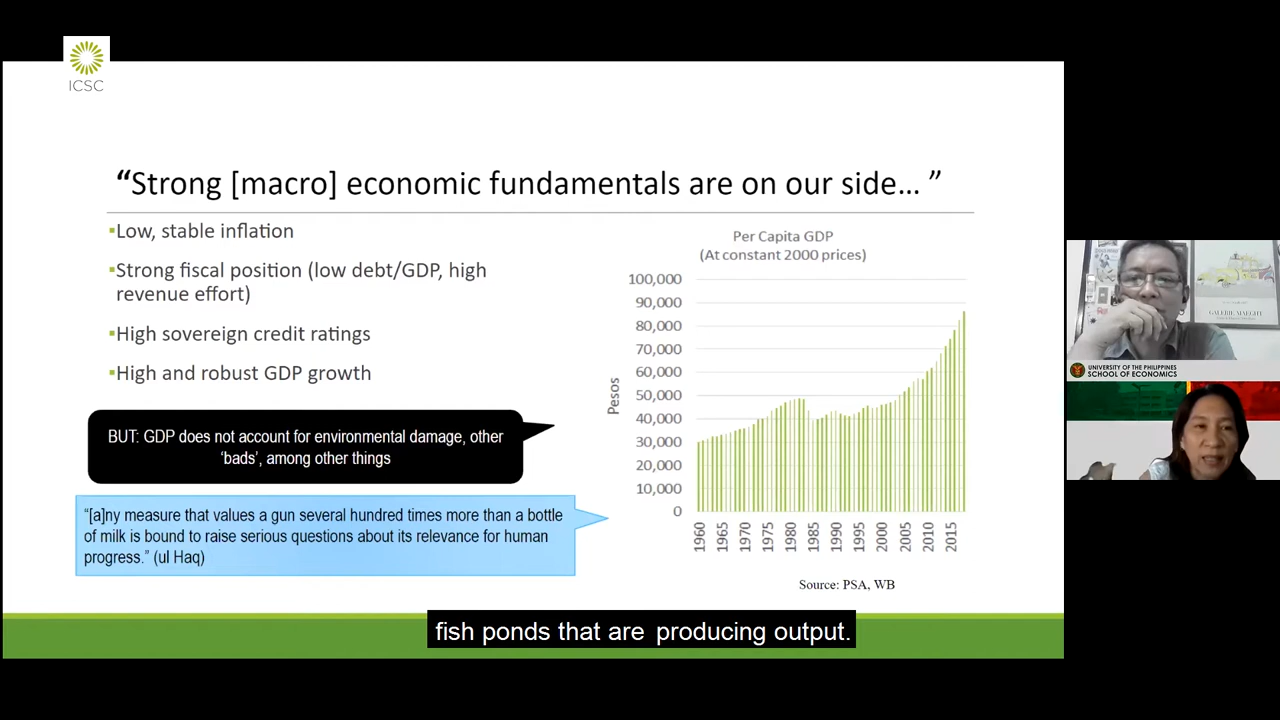 ICSC
“Strong [macro] economic fundamentals are on our side… ”
▪Low, stable inflation
▪Strong fiscal position (low debt/GDP, high
revenue effort)
▪High sovereign credit ratings
▪High and robust GDP growth
BUT: GDP does not account for environmental damage, other
‘bads’, among other things
“[a]ny measure that values a gun several hundred times more than a bottle
of milk is bound to raise serious questions about its relevance for human
progress.” (ul Haq)
Per Capita GDP
(At constant 2000 prices)
Pesos
100,000
90,000
80,000
70,000
60,000
50,000
40,000
30,000
20,000
10,000
0
1960
1965
1970
1975
1980
1985
1990
1995
2000
2005
2010
2015
Source: PSA, WB
GALERIE MAEGHT
UNIVERSITY OF THE PHILIPPINES
SCHOOL OF ECONOMICS
fish ponds that are producing output.